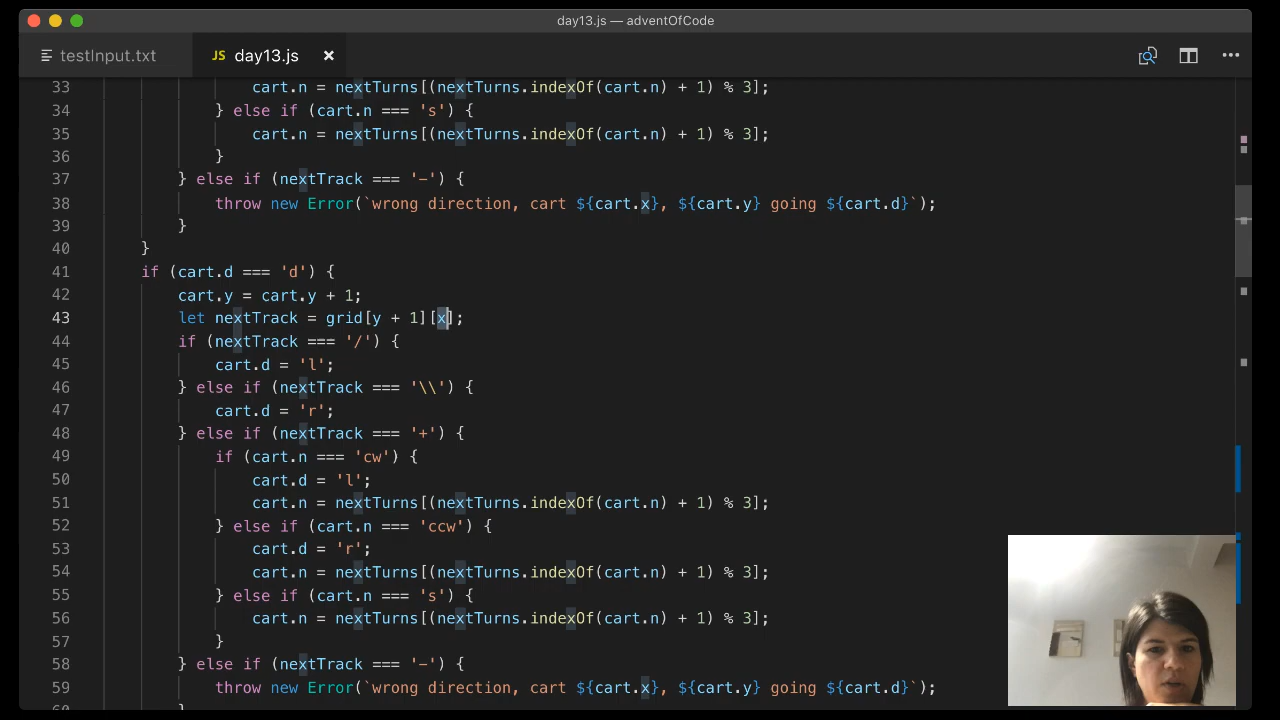 day13.js — adventOfCode
testInput.txt
JS day13.js ×
33 cart.n = nextTurns[(nextTurns.indexOf(cart.n) + 1) % 3];
34 } else if (cart.n === 's') {
35 cart.n = nextTurns[(nextTurns.indexOf(cart.n) + 1) % 3];
36 }
37 } else if (nextTrack === '-') {
38 throw new Error(`wrong direction, cart ${cart.x}, ${cart.y} going ${cart.d}`);
39 }
40 }
41 if (cart.d === 'd') {
42 cart.y = cart.y + 1;
43 let nextTrack = grid[y + 1][x];
44 if (nextTrack === '/') {
45 cart.d = 'l';
46 } else if (nextTrack === '\\') {
47 cart.d = 'r';
48 } else if (nextTrack === '+') {
49 if (cart.n === 'cw') {
50 cart.d = 'l';
51 cart.n = nextTurns[(nextTurns.indexOf(cart.n) + 1) % 3];
52 } else if (cart.n === 'ccw') {
53 cart.d = 'r';
54 cart.n = nextTurns[(nextTurns.indexOf(cart.n) + 1) % 3];
55 } else if (cart.n === 's') {
56 cart.n = nextTurns[(nextTurns.indexOf(cart.n) + 1) % 3];
57 }
58 } else if (nextTrack === '-') {
59 throw new Error(`wrong direction, cart ${cart.x}, ${cart.y} going ${cart.d}`);